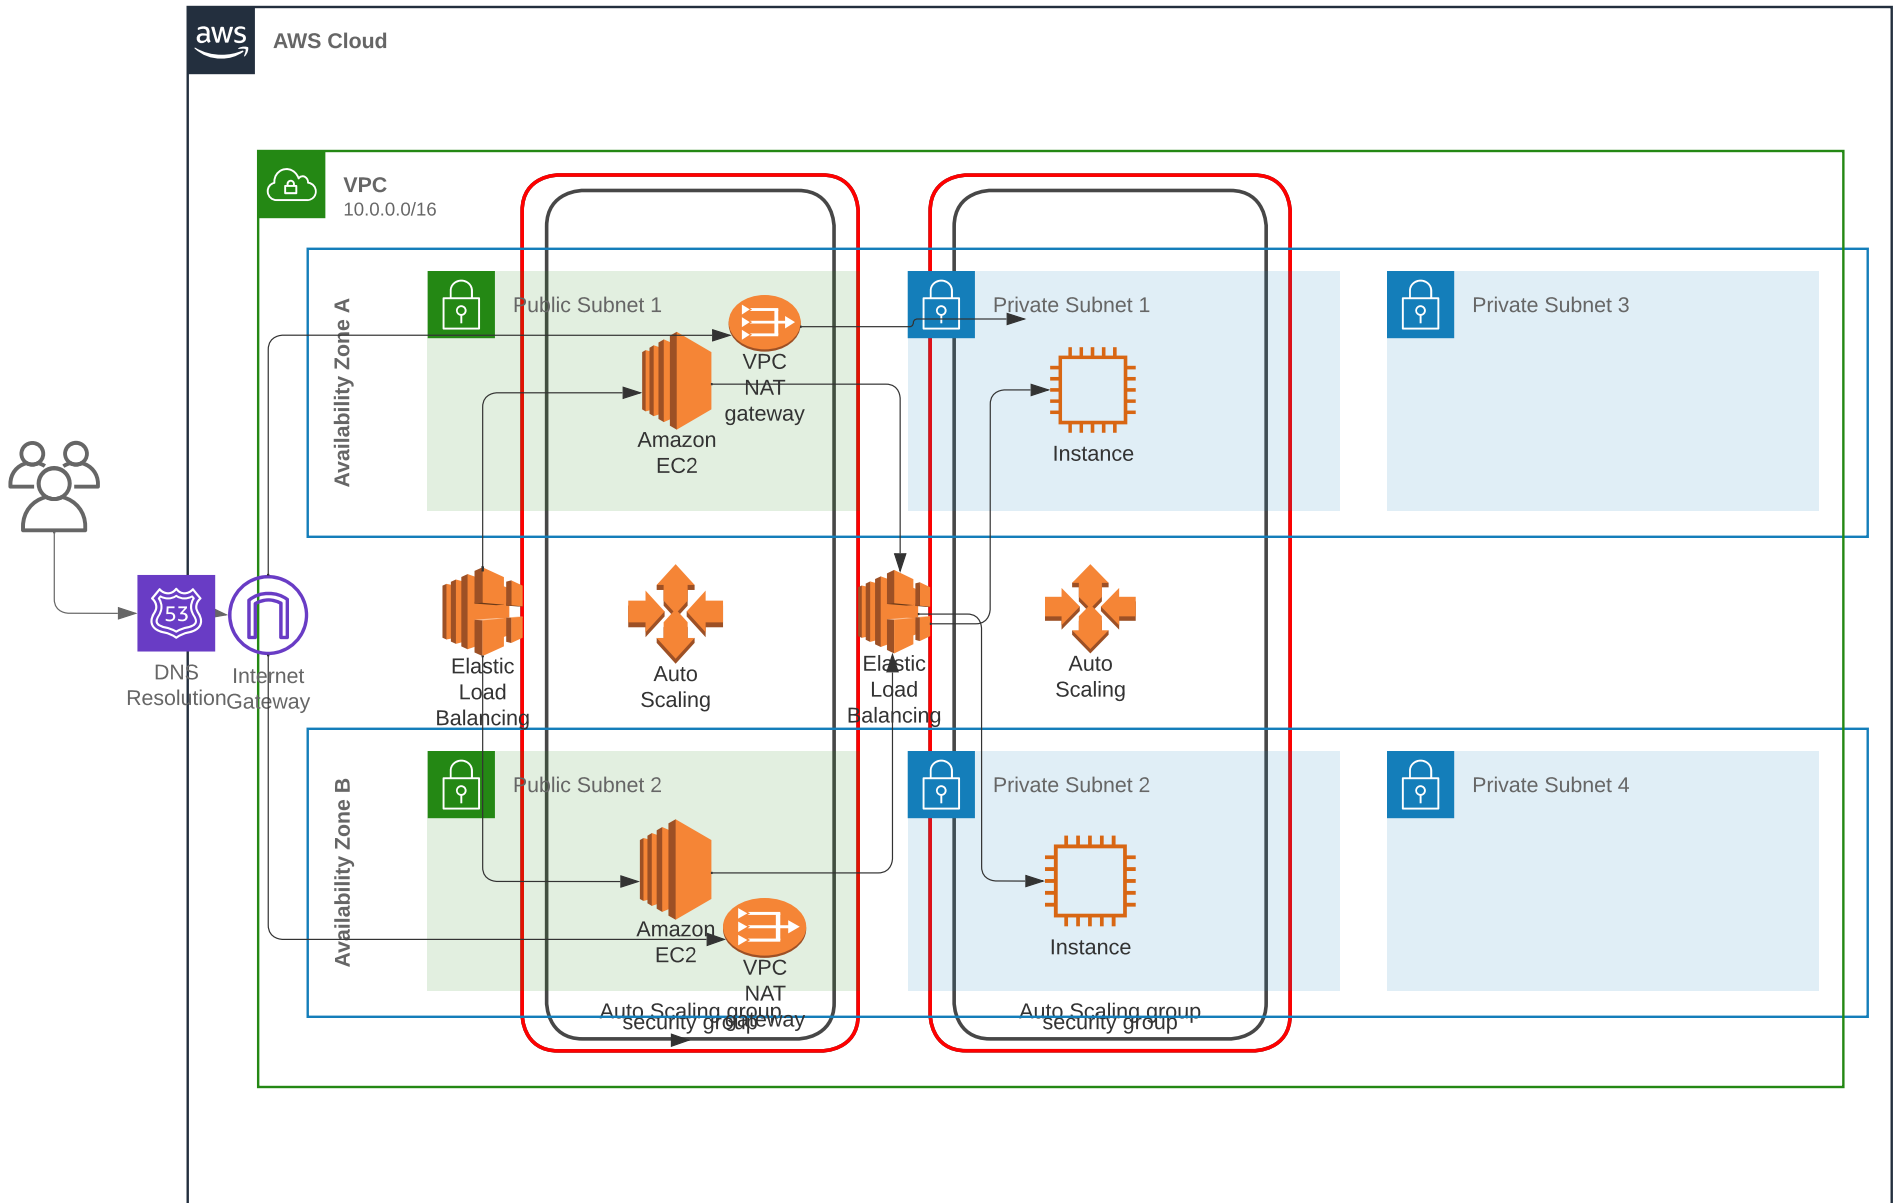 aws
AWS Cloud
VPC
10.0.0.0/16
Availability Zone A
Public Subnet 1
VPC
NAT
gateway
Amazon
EC2
Private Subnet 1
Instance
Private Subnet 3
53
DNS
Resolution
Internet
Gateway
Elastic
Load
Balancing
Auto
Scaling
Elastic
Load
Balancing
Auto
Scaling
Availability Zone B
Public Subnet 2
Amazon
EC2
VPC
NAT
gateway
Auto Scaling group
security group
Private Subnet 2
Instance
Auto Scaling group
security group
Private Subnet 4